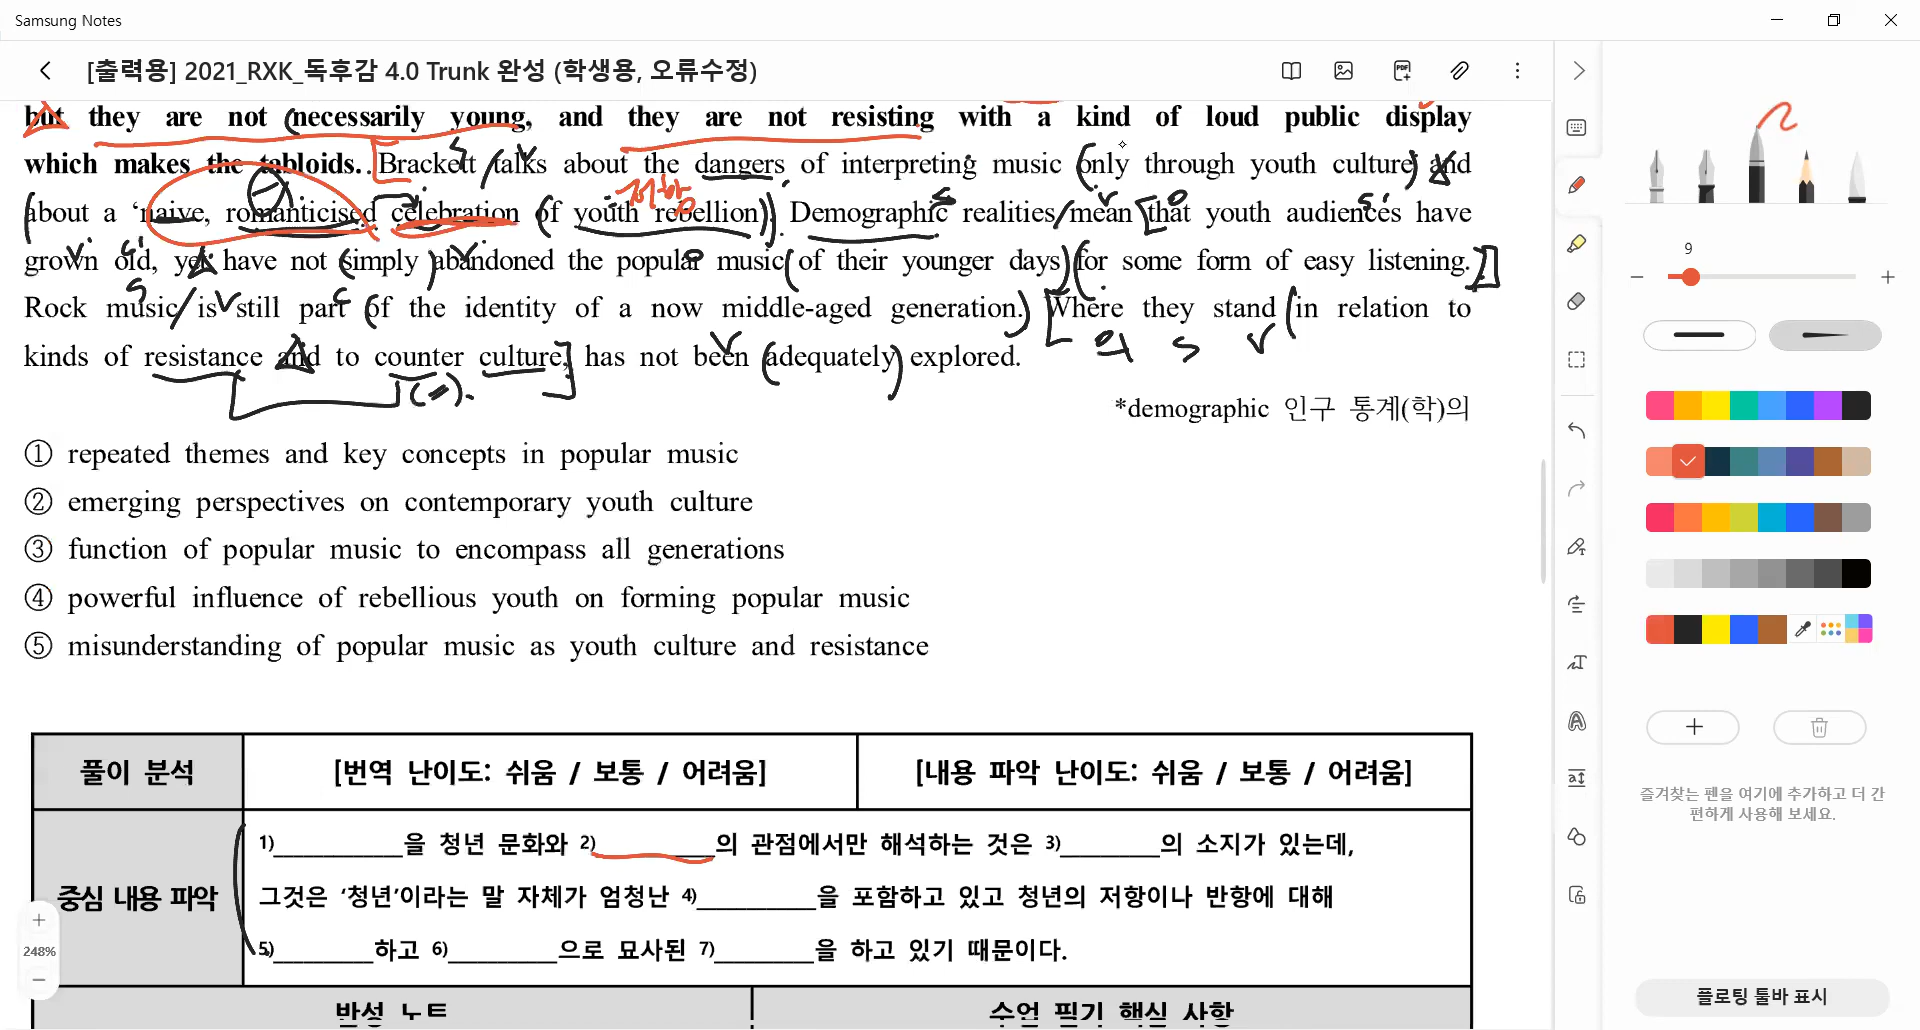 Samsung Notes
[출력용] 2021_RXK_독후감 4.0 Trunk 완성 (학생용, 오류수정)
but they are not (necessarily young, and they are not resisting with a kind of loud public display
which makes the tabloids. Brackett talks about the dangers of interpreting music (only through youth culture) and
about a ‘naive, romanticised celebration of youth rebellion’. Demographic realities mean that youth audiences have
grown old, yet have not simply abandoned the popular music of their younger days for some form of easy listening.
Rock music is still part of the identity of a now middle-aged generation. Where they stand in relation to
kinds of resistance and to counter culture, has not been (adequately) explored.
*demographic 인구 통계(학)의
① repeated themes and key concepts in popular music
② emerging perspectives on contemporary youth culture
③ function of popular music to encompass all generations
④ powerful influence of rebellious youth on forming popular music
⑤ misunderstanding of popular music as youth culture and resistance
풀이 분석 [번역 난이도: 쉬움 / 보통 / 어려움] [내용 파악 난이도: 쉬움 / 보통 / 어려움]
중심 내용 파악
1)__________을 청년 문화와 2)__________의 관점에서만 해석하는 것은 3)________의 소지가 있는데,
그것은 ‘청년’이라는 말 자체가 엄청난 4)__________을 포함하고 있고 청년의 저항이나 반항에 대해
5)________하고 6)_________으로 묘사된 7)________을 하고 있기 때문이다.
반성 노트 수업 필기 핵심 사항
저항
248%
PDF
9
즐겨찾는 펜을 여기에 추가하고 더 간
편하게 사용해 보세요.
플로팅 툴바 표시